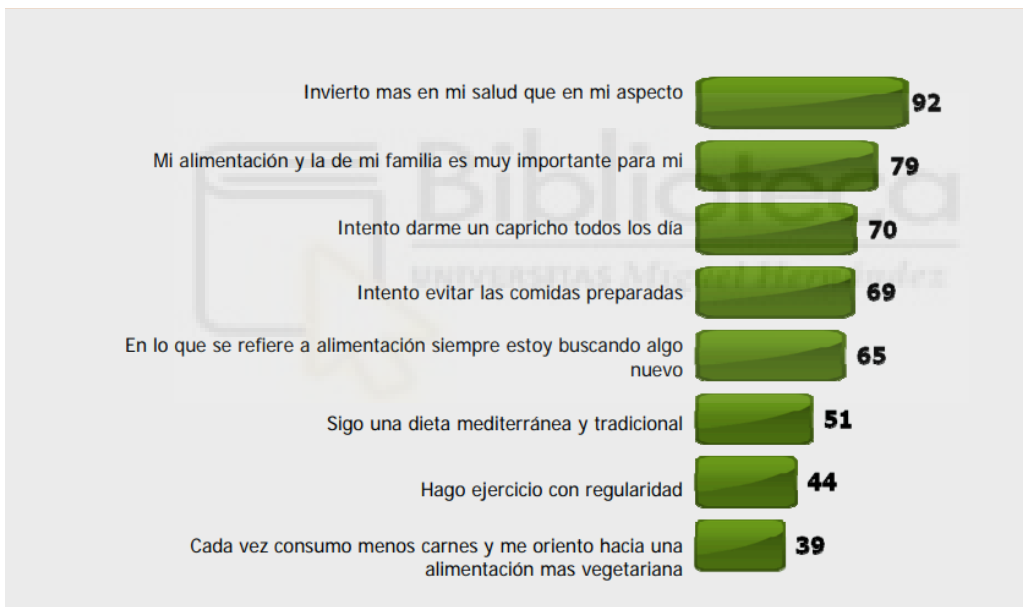 Invierto mas en mi salud que en mi aspecto
92
Mi alimentación y la de mi familia es muy importante para mi
79
Biblioteca
Intento darme un capricho todos los día
70
UNIVERSITAS Miguel Hernández
Intento evitar las comidas preparadas
69
En lo que se refiere a alimentación siempre estoy buscando algo
nuevo
65
Sigo una dieta mediterránea y tradicional
51
Hago ejercicio con regularidad
44
Cada vez consumo menos carnes y me oriento hacia una
alimentación mas vegetariana
39